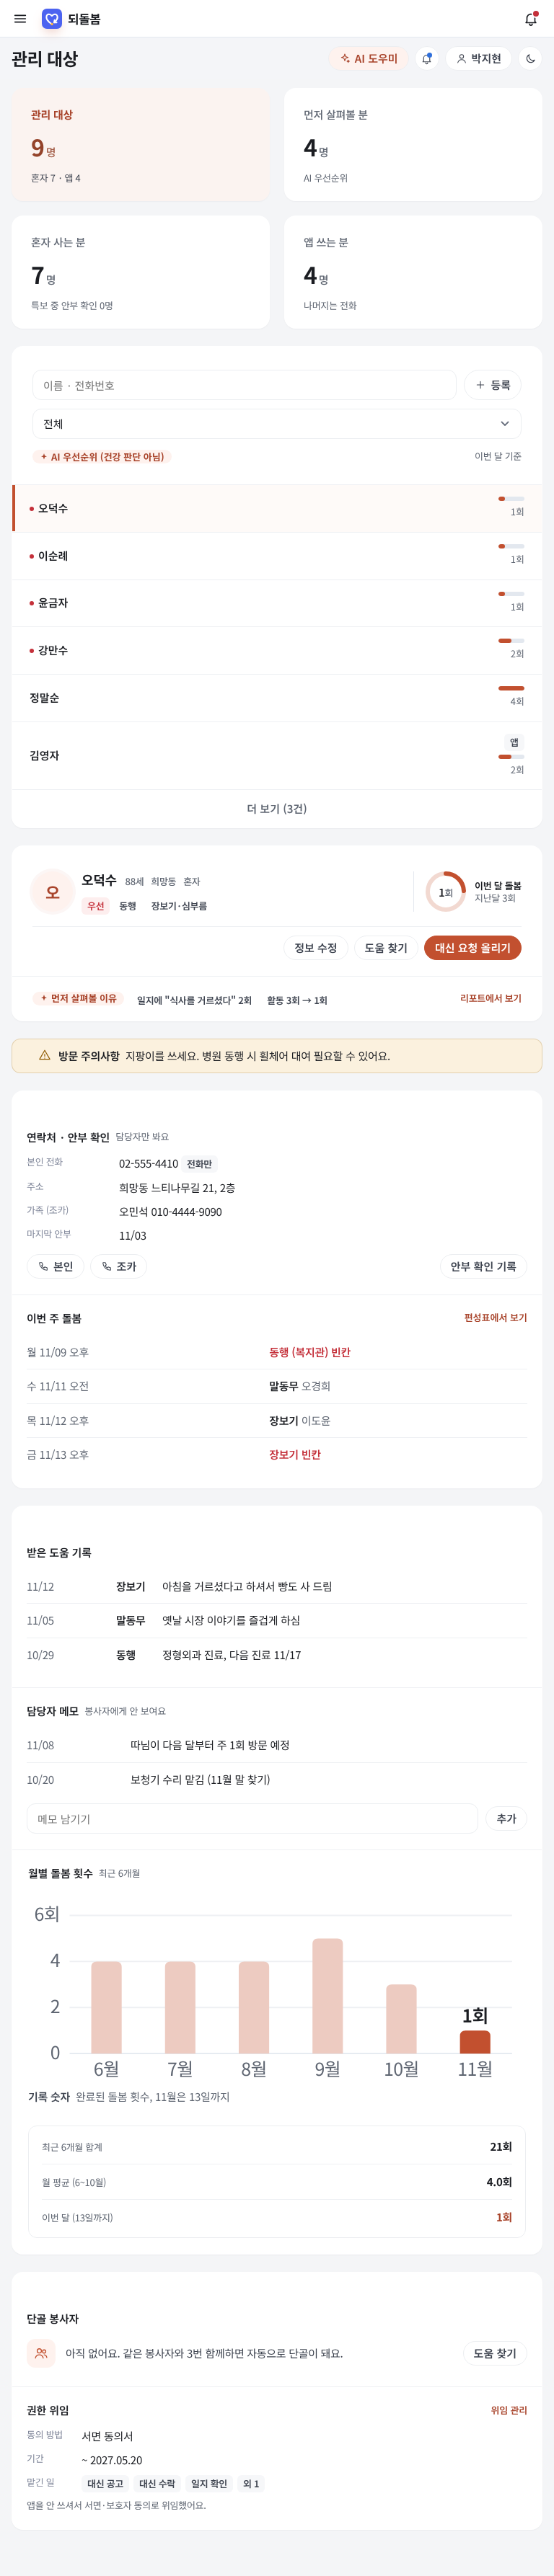 되돌봄
관리 대상
AI 도우미
박지현
관리 대상
9명
혼자 7 · 앱 4
먼저 살펴볼 분
4명
AI 우선순위
혼자 사는 분
7명
특보 중 안부 확인 0명
앱 쓰는 분
4명
나머지는 전화
이름 · 전화번호
+ 등록
전체
AI 우선순위 (건강 판단 아님)
이번 달 기준
오덕수
1회
이순례
1회
윤금자
1회
강만수
2회
정말순
4회
김영자
앱
2회
더 보기 (3건)
오
오덕수 88세 희망동 혼자
우선 동행 장보기·심부름
1회
이번 달 돌봄
지난달 3회
정보 수정
도움 찾기
대신 요청 올리기
먼저 살펴볼 이유
일지에 "식사를 거르셨다" 2회
활동 3회 → 1회
리포트에서 보기
방문 주의사항 지팡이를 쓰세요. 병원 동행 시 휠체어 대여 필요할 수 있어요.
연락처 · 안부 확인 담당자만 봐요
본인 전화 02-555-4410 전화만
주소 희망동 느티나무길 21, 2층
가족 (조카) 오민석 010-4444-9090
마지막 안부 11/03
본인
조카
안부 확인 기록
이번 주 돌봄
편성표에서 보기
월 11/09 오후 동행 (복지관) 빈칸
수 11/11 오전 말동무 오경희
목 11/12 오후 장보기 이도윤
금 11/13 오후 장보기 빈칸
받은 도움 기록
11/12 장보기 아침을 거르셨다고 하셔서 빵도 사 드림
11/05 말동무 옛날 시장 이야기를 즐겁게 하심
10/29 동행 정형외과 진료, 다음 진료 11/17
담당자 메모 봉사자에게 안 보여요
11/08 따님이 다음 달부터 주 1회 방문 예정
10/20 보청기 수리 맡김 (11월 말 찾기)
메모 남기기
추가
월별 돌봄 횟수 최근 6개월
6회
4
2
0
1회
6월 7월 8월 9월 10월 11월
기록 숫자 완료된 돌봄 횟수, 11월은 13일까지
최근 6개월 합계 21회
월 평균 (6~10월) 4.0회
이번 달 (13일까지) 1회
단골 봉사자
아직 없어요. 같은 봉사자와 3번 함께하면 자동으로 단골이 돼요.
도움 찾기
권한 위임
위임 관리
동의 방법 서면 동의서
기간 ~ 2027.05.20
맡긴 일 대신 공고 대신 수락 일지 확인 외 1
앱을 안 쓰셔서 서면·보호자 동의로 위임했어요.